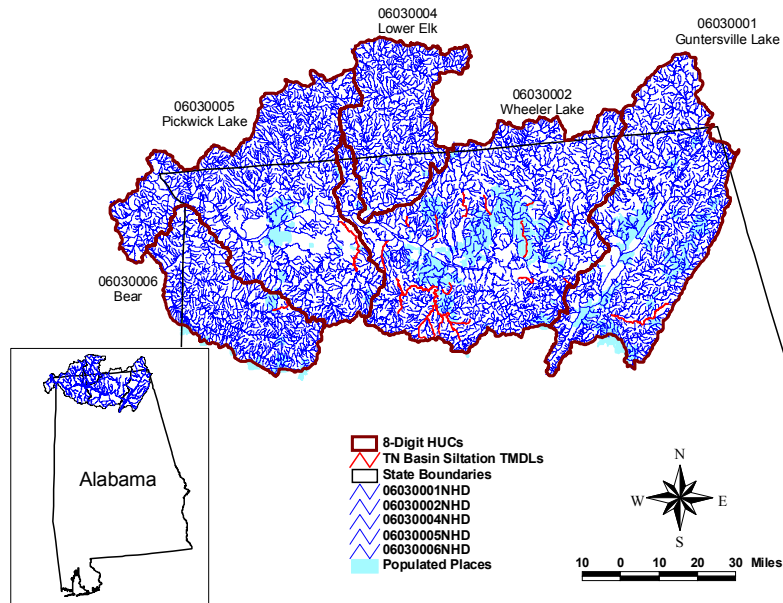 06030004
Lower Elk
06030001
Guntersville Lake
06030005
Pickwick Lake
06030002
Wheeler Lake
06030006
Bear
Alabama
8-Digit HUCs
TN Basin Siltation TMDLs
State Boundaries
06030001NHD
06030002NHD
06030004NHD
06030005NHD
06030006NHD
Populated Places
N
W
E
S
10 0 10 20 30 Miles